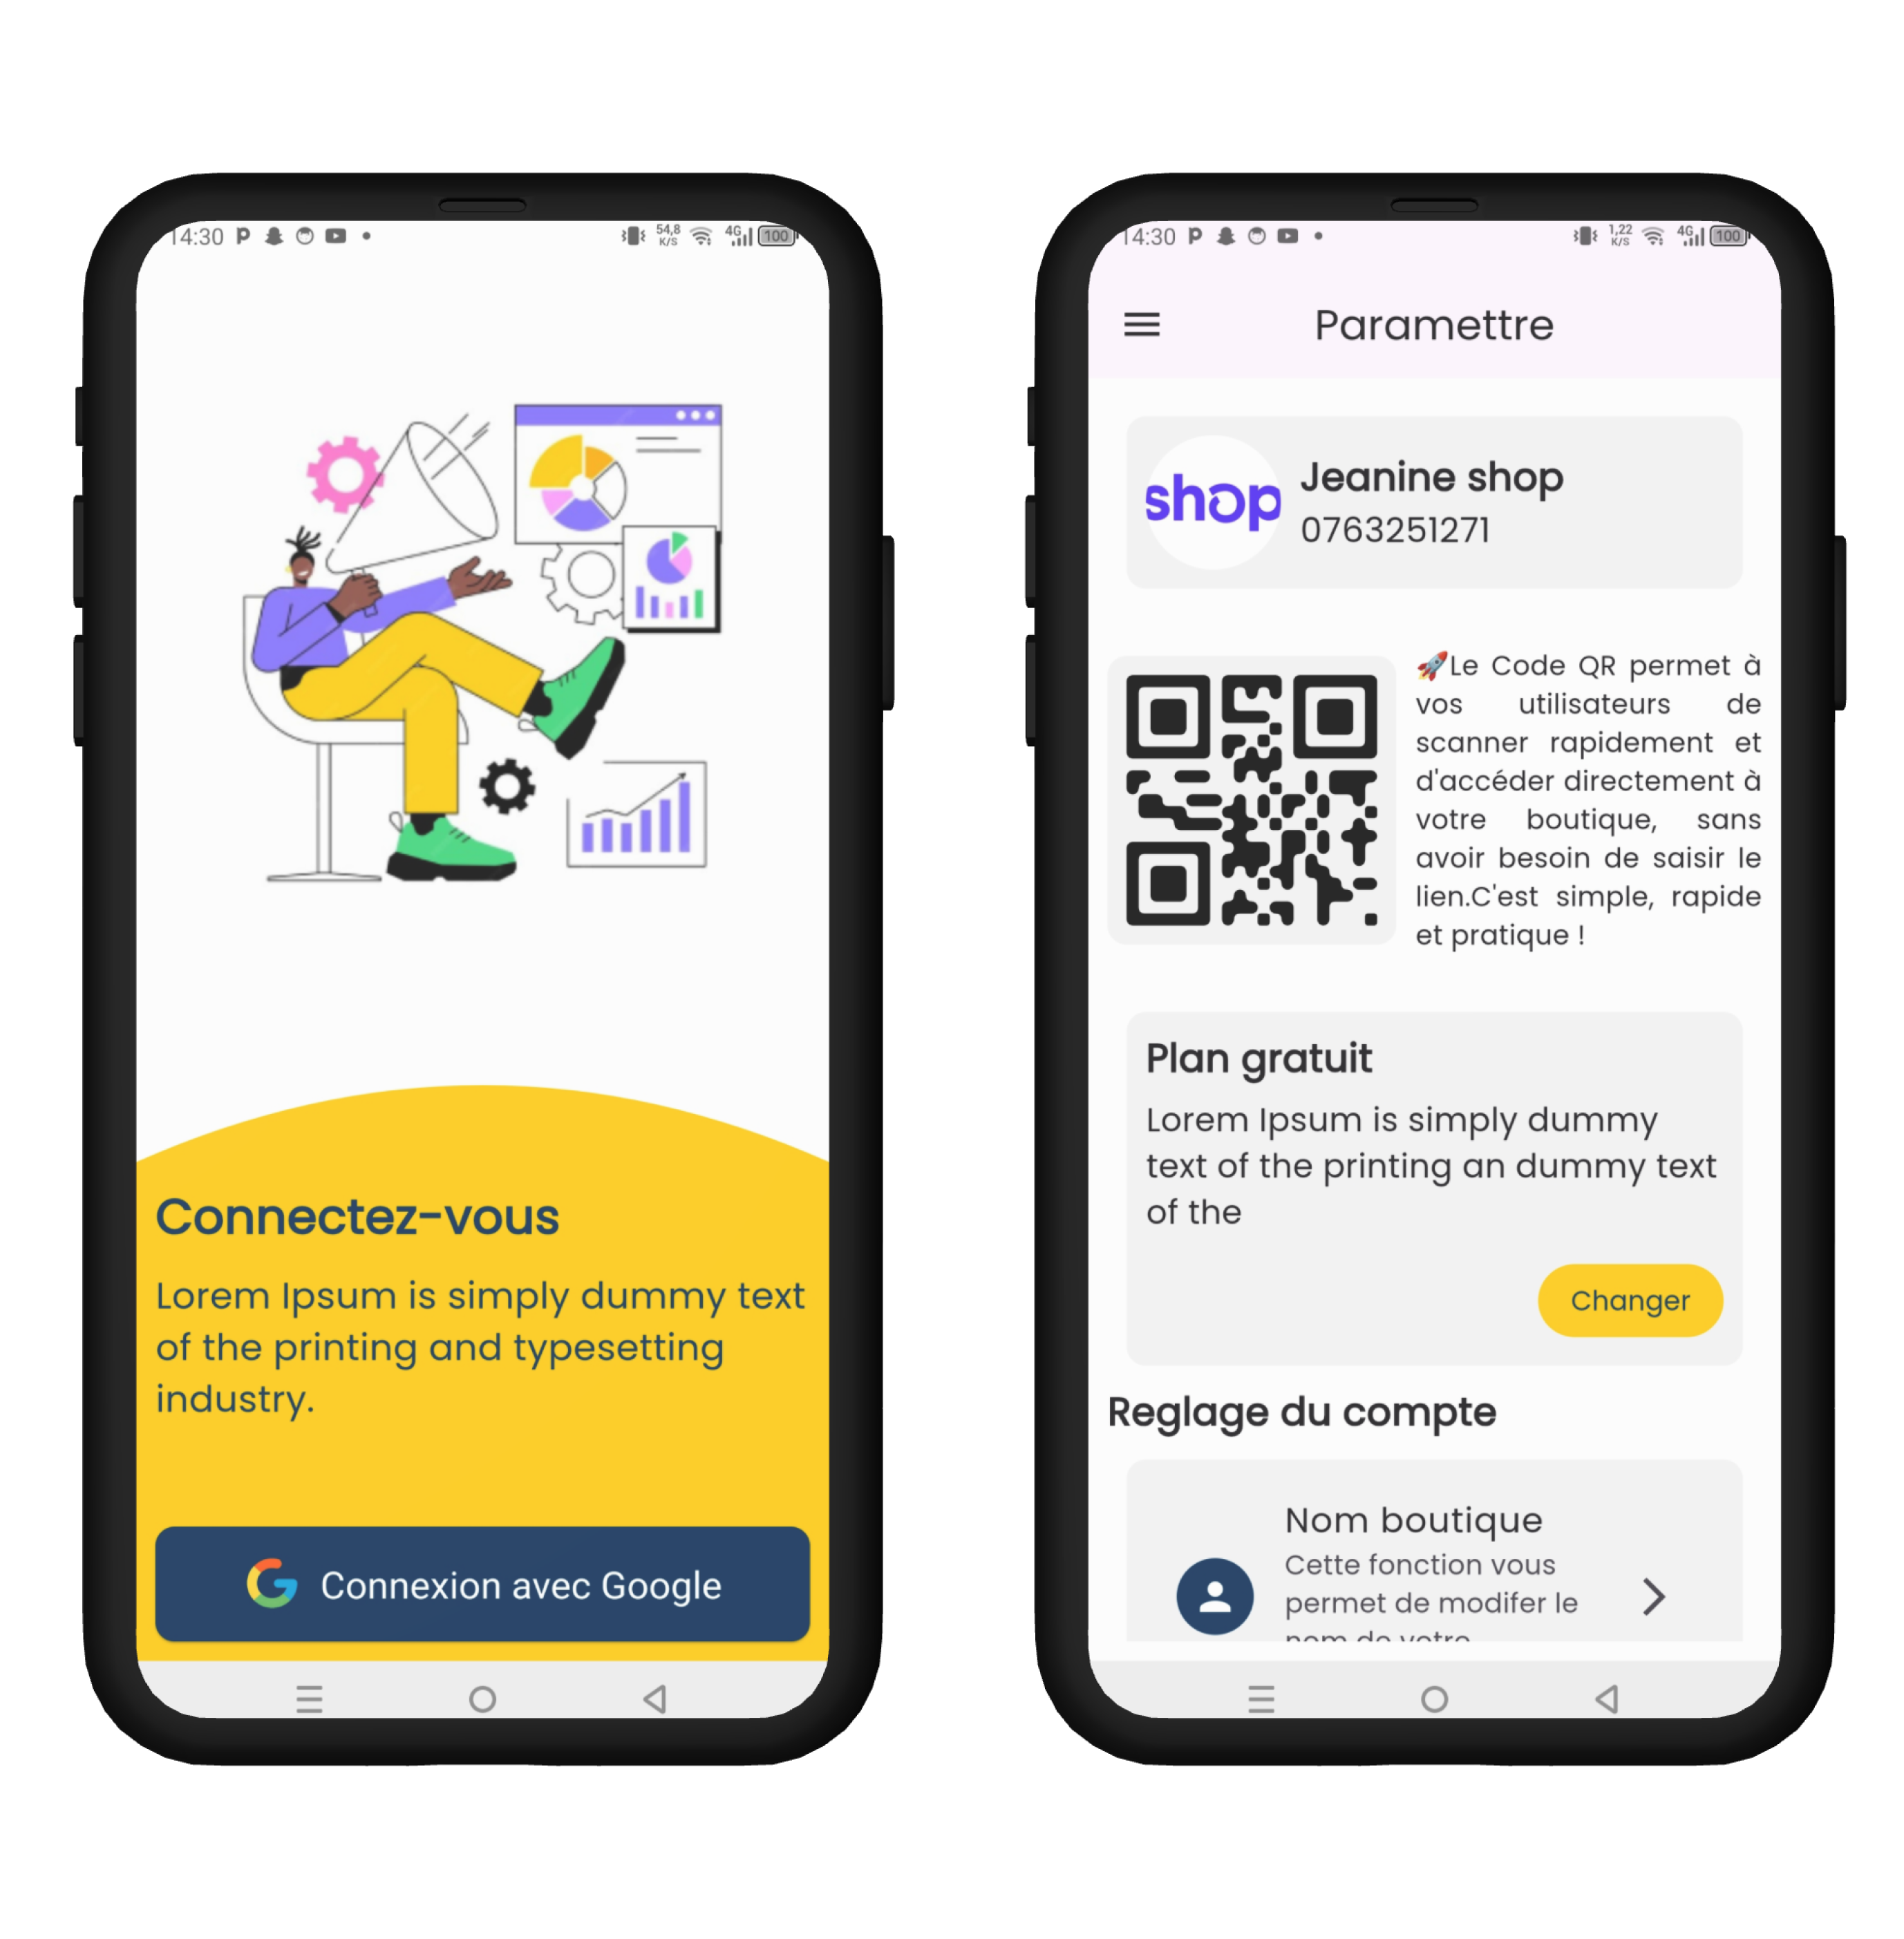 14:30
54,8
K/S
4G
100
Connectez-vous
Lorem Ipsum is simply dummy text
of the printing and typesetting
industry.
Connexion avec Google
14:30
1,22
K/S
4G
100
Paramettre
shop
Jeanine shop
0763251271
🚀Le Code QR permet à
vos utilisateurs de
scanner rapidement et
d'accéder directement à
votre boutique, sans
avoir besoin de saisir le
lien.C'est simple, rapide
et pratique !
Plan gratuit
Lorem Ipsum is simply dummy
text of the printing an dummy text
of the
Changer
Reglage du compte
Nom boutique
Cette fonction vous
permet de modifer le
nom de votre